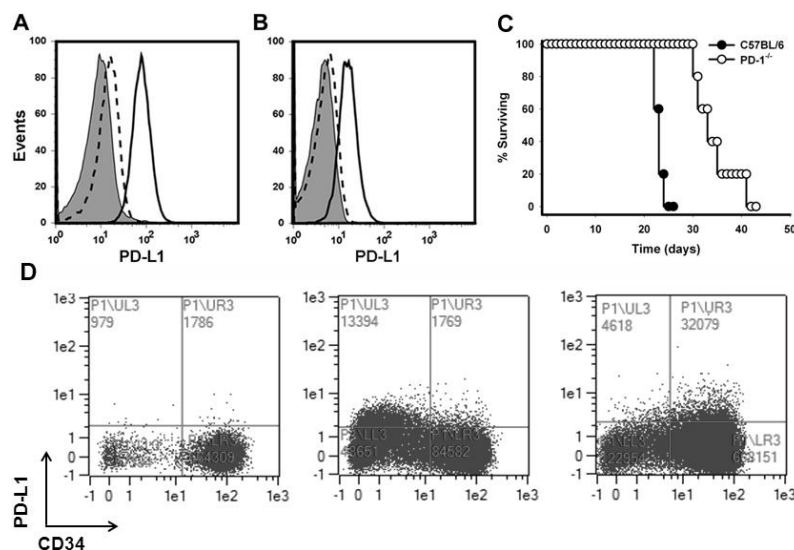 A
B
C
100
80
60
40
20
0
Events
10⁰
10¹
10²
10³
PD-L1
100
80
60
40
20
0
10⁰
10¹
10²
10³
PD-L1
C57BL/6
PD-1⁻/⁻
100
80
60
40
20
0
% Surviving
0
10
20
30
40
50
Time (days)
D
P1\UL3
979
P1\UR3
1786
1e3
1e2
1e1
1
0
-1
-1 0 1e1 1e2 1e3
P1\UL3
13394
P1\UR3
1769
84582
1e3
1e2
1e1
1
0
-1
-1 0 1 1e1 1e2 1e3
P1\UL3
4618
P1\UR3
32079
1e3
1e2
1e1
1
0
-1
-1 0 1 1e1 1e2 1e3
PD-L1
CD34